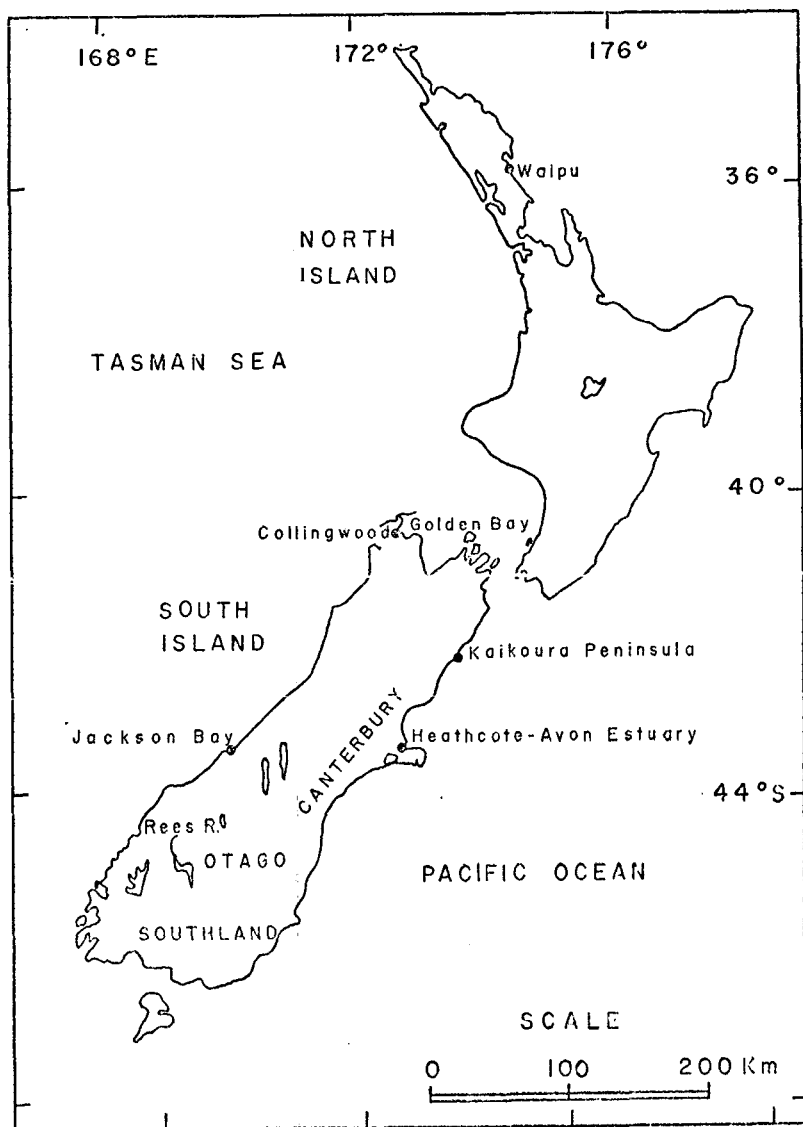 168° E
172°
176°
Waipu
36°
NORTH
ISLAND
TASMAN SEA
40°
Collingwood
Golden Bay
SOUTH
ISLAND
Kaikoura Peninsula
Jackson Bay
CANTERBURY
Heathcote-Avon Estuary
44° S
Rees R.
OTAGO
PACIFIC OCEAN
SOUTHLAND
SCALE
0 100 200 Km